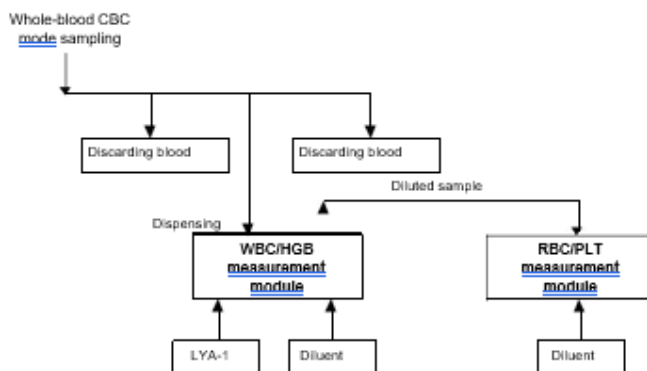 Whole-blood CBC
mode sampling
Discarding blood
Discarding blood
Diluted sample
Dispensing
WBC/HGB
measurement
module
RBC/PLT
measurement
module
LYA-1
Diluent
Diluent